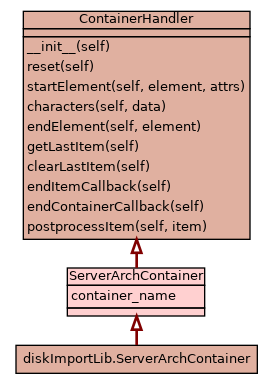 ContainerHandler
__init__(self)
reset(self)
startElement(self, element, attrs)
characters(self, data)
endElement(self, element)
getLastItem(self)
clearLastItem(self)
endItemCallback(self)
endContainerCallback(self)
postprocessItem(self, item)
ServerArchContainer
container_name
diskImportLib.ServerArchContainer